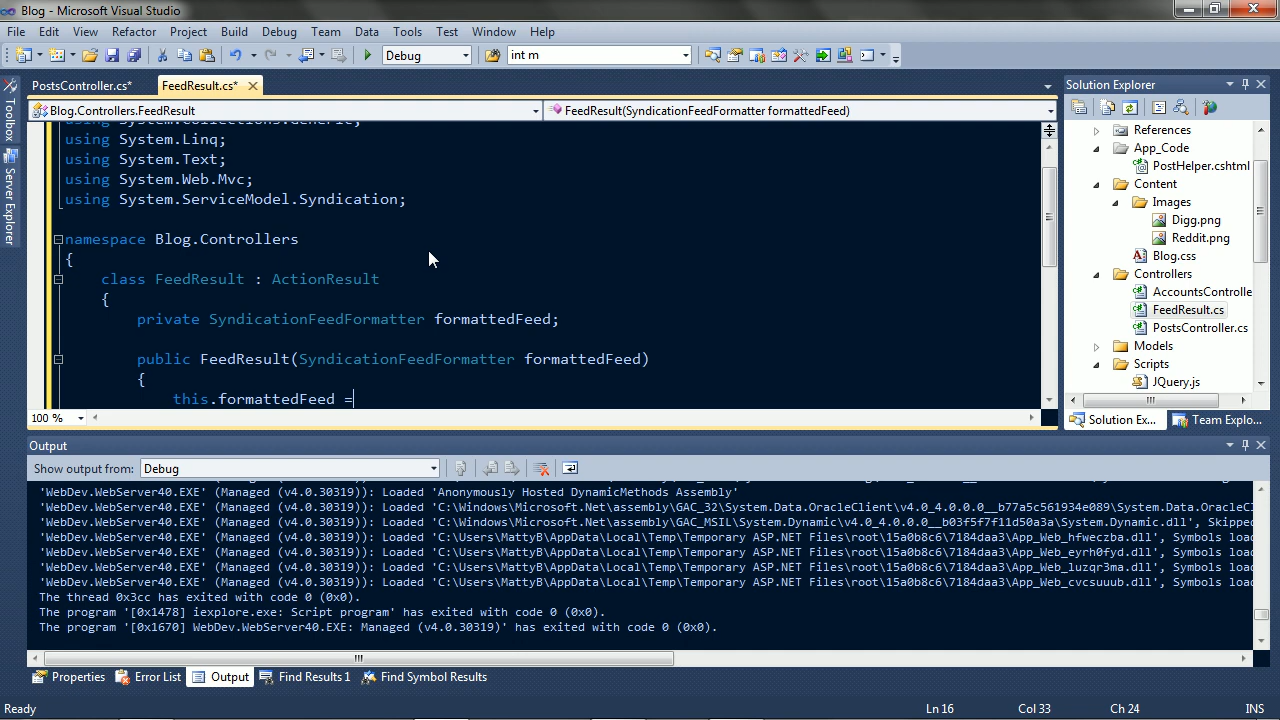 Blog - Microsoft Visual Studio
File Edit View Refactor Project Build Debug Team Data Tools Test Window Help
Debug int m
PostsController.cs* FeedResult.cs*
Blog.Controllers.FeedResult FeedResult(SyndicationFeedFormatter formattedFeed)
Toolbox
Server Explorer
using System.Collections.Generic;
using System.Linq;
using System.Text;
using System.Web.Mvc;
using System.ServiceModel.Syndication;
namespace Blog.Controllers
{
class FeedResult : ActionResult
{
private SyndicationFeedFormatter formattedFeed;
public FeedResult(SyndicationFeedFormatter formattedFeed)
{
this.formattedFeed =
100 %
Solution Explorer
References
App_Code
PostHelper.cshtml
Content
Images
Digg.png
Reddit.png
Blog.css
Controllers
AccountsControlle
FeedResult.cs
PostsController.cs
Models
Scripts
JQuery.js
Solution Ex... Team Explo...
Output
Show output from: Debug
'WebDev.WebServer40.EXE' (Managed (v4.0.30319)): Loaded 'Anonymously Hosted DynamicMethods Assembly'
'WebDev.WebServer40.EXE' (Managed (v4.0.30319)): Loaded 'C:\Windows\Microsoft.Net\assembly\GAC_32\System.Data.OracleClient\v4.0_4.0.0.0__b77a5c561934e089\System.Data.OracleCl
'WebDev.WebServer40.EXE' (Managed (v4.0.30319)): Loaded 'C:\Windows\Microsoft.Net\assembly\GAC_MSIL\System.Dynamic\v4.0_4.0.0.0__b03f5f7f11d50a3a\System.Dynamic.dll', Skipped
'WebDev.WebServer40.EXE' (Managed (v4.0.30319)): Loaded 'C:\Users\MattyB\AppData\Local\Temp\Temporary ASP.NET Files\root\15a0b8c6\7184daa3\App_Web_hfweczba.dll', Symbols loa
'WebDev.WebServer40.EXE' (Managed (v4.0.30319)): Loaded 'C:\Users\MattyB\AppData\Local\Temp\Temporary ASP.NET Files\root\15a0b8c6\7184daa3\App_Web_eyrh0fyd.dll', Symbols loa
'WebDev.WebServer40.EXE' (Managed (v4.0.30319)): Loaded 'C:\Users\MattyB\AppData\Local\Temp\Temporary ASP.NET Files\root\15a0b8c6\7184daa3\App_Web_luzqr3ma.dll', Symbols loa
'WebDev.WebServer40.EXE' (Managed (v4.0.30319)): Loaded 'C:\Users\MattyB\AppData\Local\Temp\Temporary ASP.NET Files\root\15a0b8c6\7184daa3\App_Web_cvcsuuub.dll', Symbols loa
The thread 0x3cc has exited with code 0 (0x0).
The program '[0x1478] iexplore.exe: Script program' has exited with code 0 (0x0).
The program '[0x1670] WebDev.WebServer40.EXE: Managed (v4.0.30319)' has exited with code 0 (0x0).
Properties Error List Output Find Results 1 Find Symbol Results
Ready Ln 16 Col 33 Ch 24 INS